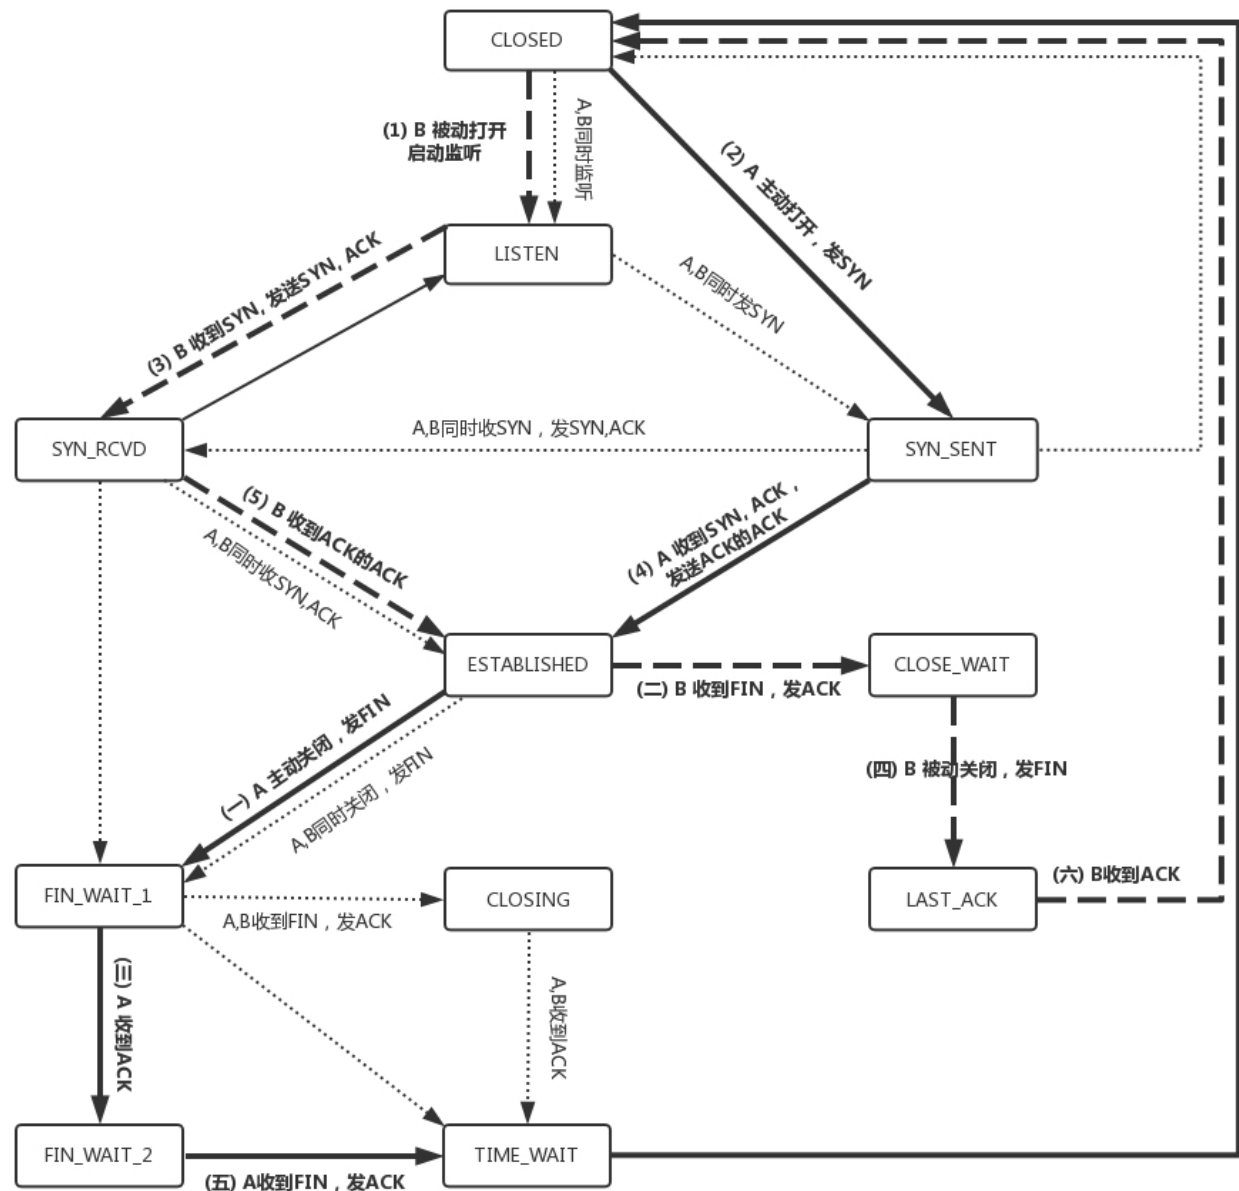 CLOSED
(1) B 被动打开
启动监听
A,B同时监听
(2) A 主动打开，发SYN
LISTEN
(3) B 收到SYN, 发送SYN, ACK
A,B同时发SYN
SYN_RCVD
A,B同时收SYN，发SYN,ACK
SYN_SENT
(5) B 收到ACK的ACK
A,B同时收SYN,ACK
(4) A 收到SYN, ACK，
发送ACK的ACK
ESTABLISHED
(二) B 收到FIN，发ACK
CLOSE_WAIT
(一) A 主动关闭，发FIN
A,B同时关闭，发FIN
(四) B 被动关闭，发FIN
FIN_WAIT_1
A,B收到FIN，发ACK
CLOSING
LAST_ACK
(六) B收到ACK
(三) A 收到ACK
A,B收到ACK
FIN_WAIT_2
(五) A收到FIN，发ACK
TIME_WAIT